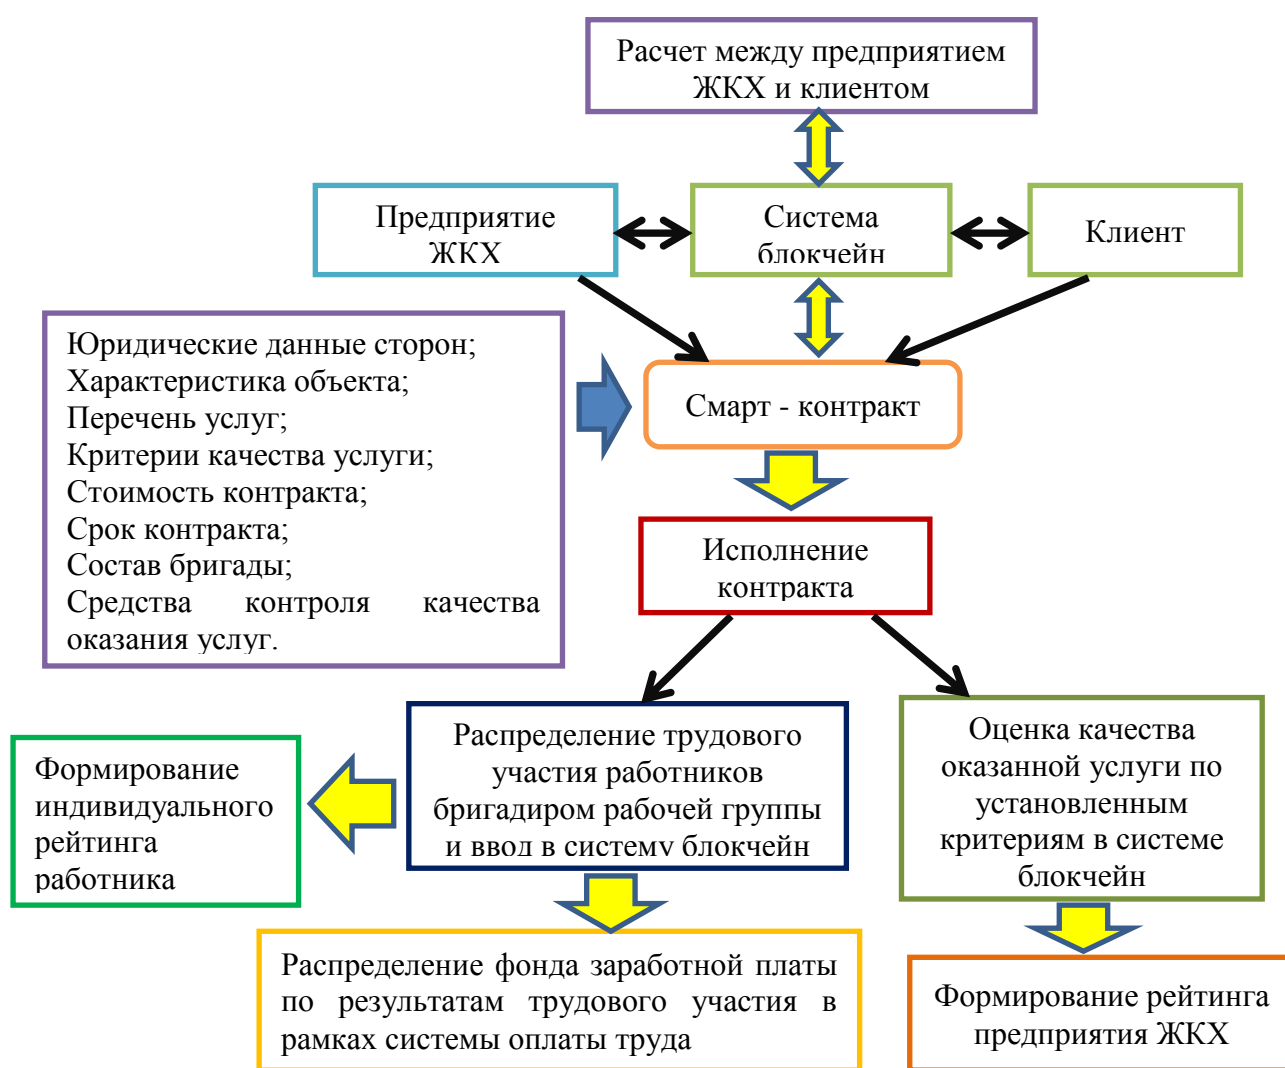 Расчет между предприятием
ЖКХ и клиентом
Предприятие
ЖКХ
Система
блокчейн
Клиент
Юридические данные сторон;
Характеристика объекта;
Перечень услуг;
Критерии качества услуги;
Стоимость контракта;
Срок контракта;
Состав бригады;
Средства контроля качества
оказания услуг.
Смарт - контракт
Исполнение
контракта
Формирование
индивидуального
рейтинга
работника
Распределение трудового
участия работников
бригадиром рабочей группы
и ввод в систему блокчейн
Оценка качества
оказанной услуги по
установленным
критериям в системе
блокчейн
Распределение фонда заработной платы
по результатам трудового участия в
рамках системы оплаты труда
Формирование рейтинга
предприятия ЖКХ